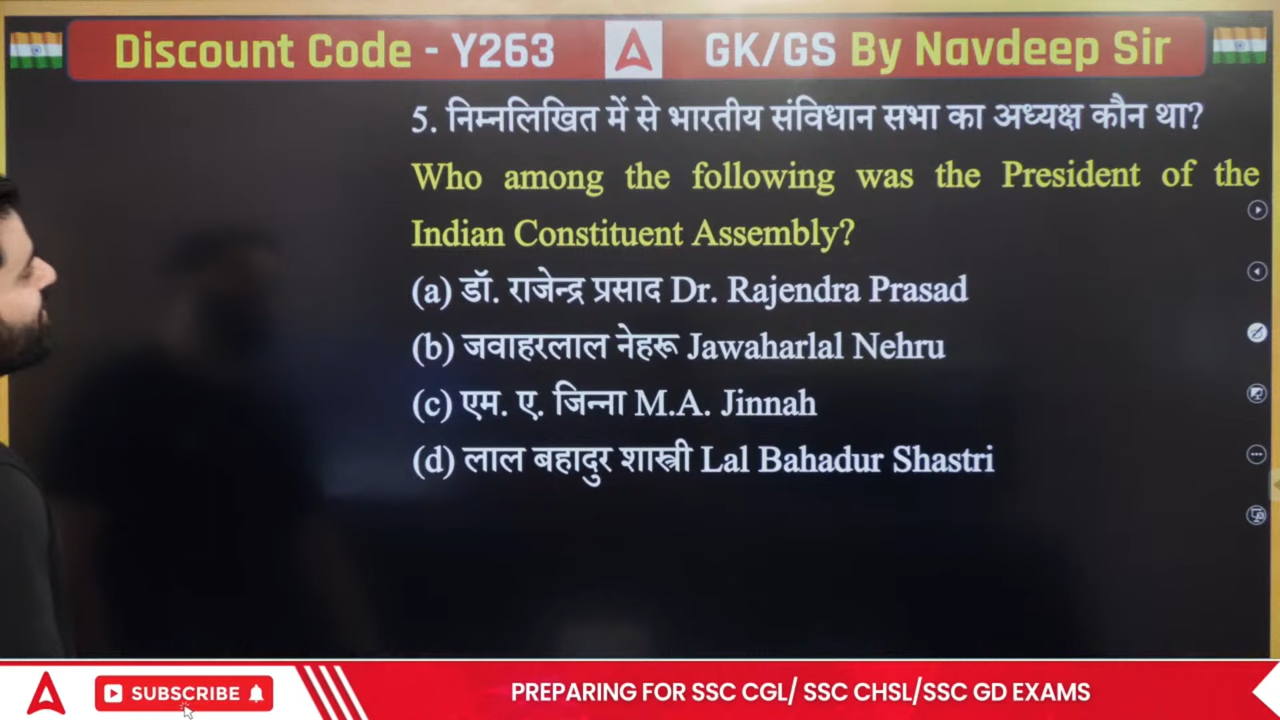 Discount Code - Y263 GK/GS By Navdeep Sir
5. निम्नलिखित में से भारतीय संविधान सभा का अध्यक्ष कौन था?
Who among the following was the President of the
Indian Constituent Assembly?
(a) डॉ. राजेन्द्र प्रसाद Dr. Rajendra Prasad
(b) जवाहरलाल नेहरू Jawaharlal Nehru
(c) एम. ए. जिन्ना M.A. Jinnah
(d) लाल बहादुर शास्त्री Lal Bahadur Shastri
SUBSCRIBE
PREPARING FOR SSC CGL/ SSC CHSL/SSC GD EXAMS